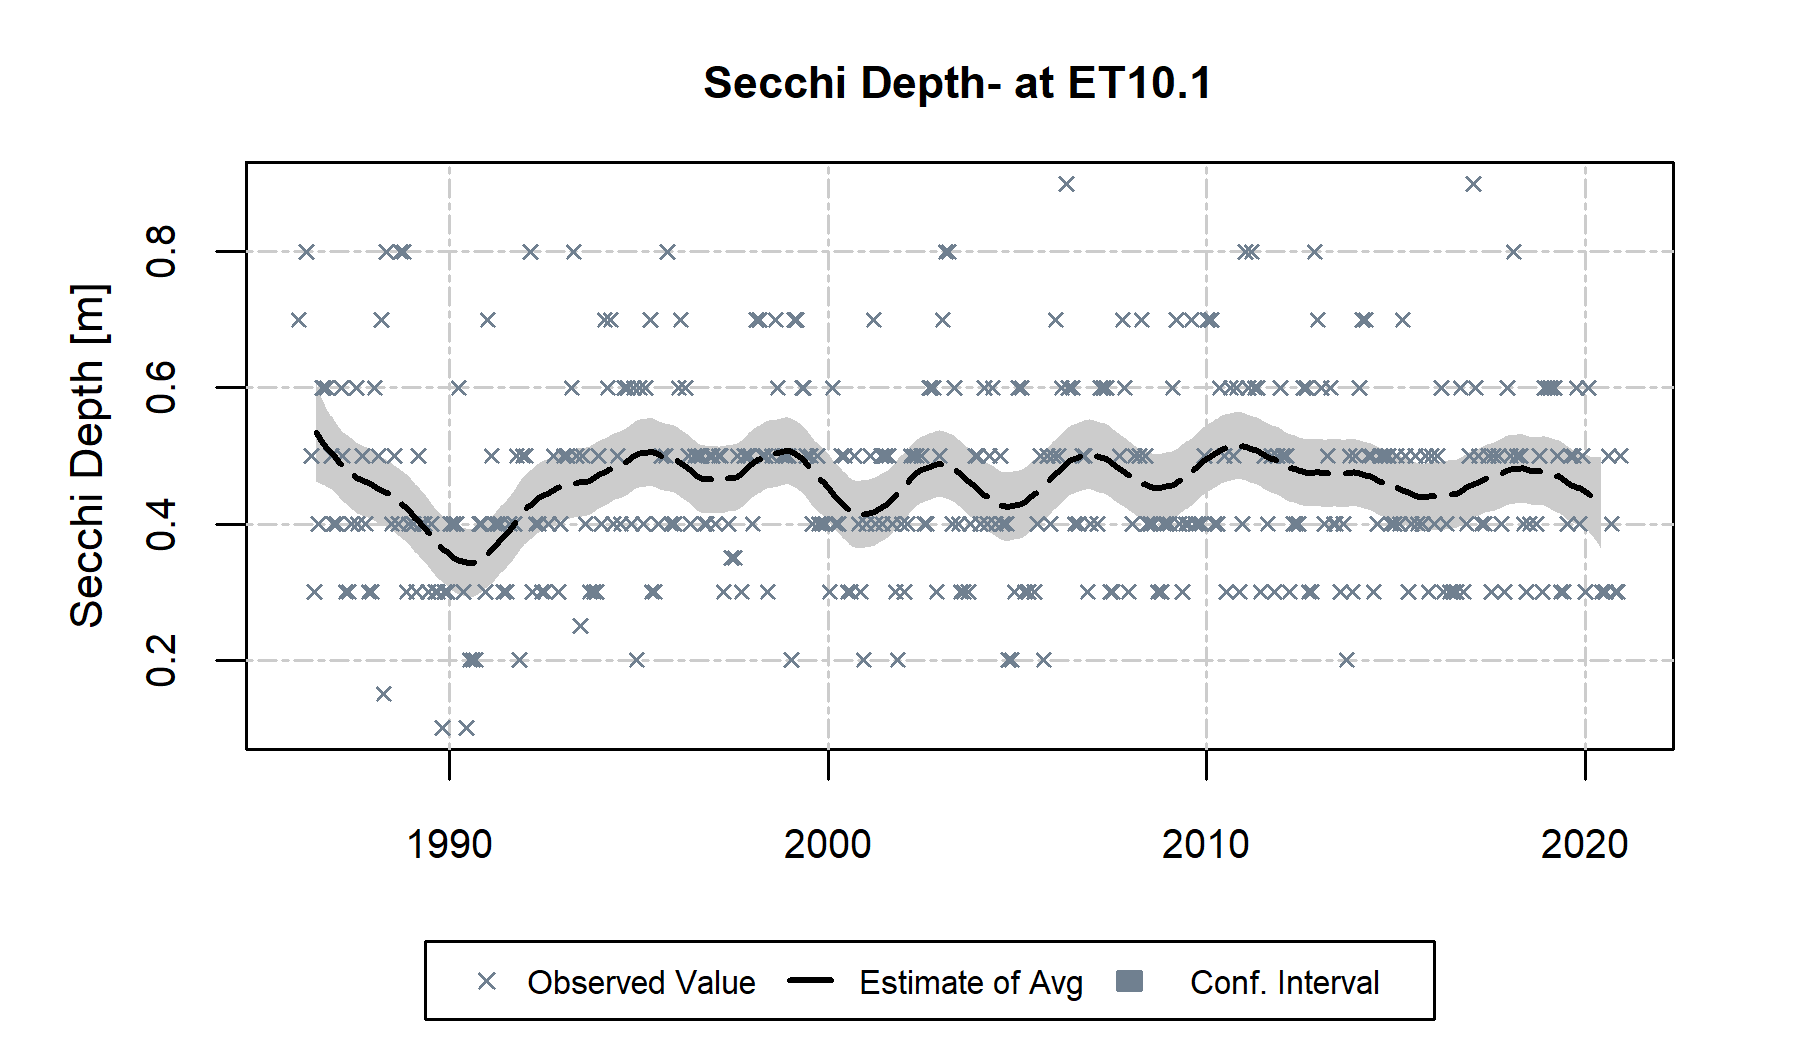 Secchi Depth- at ET10.1
Secchi Depth [m]
0.8
0.6
0.4
0.2
1990 2000 2010 2020
Observed Value Estimate of Avg Conf. Interval